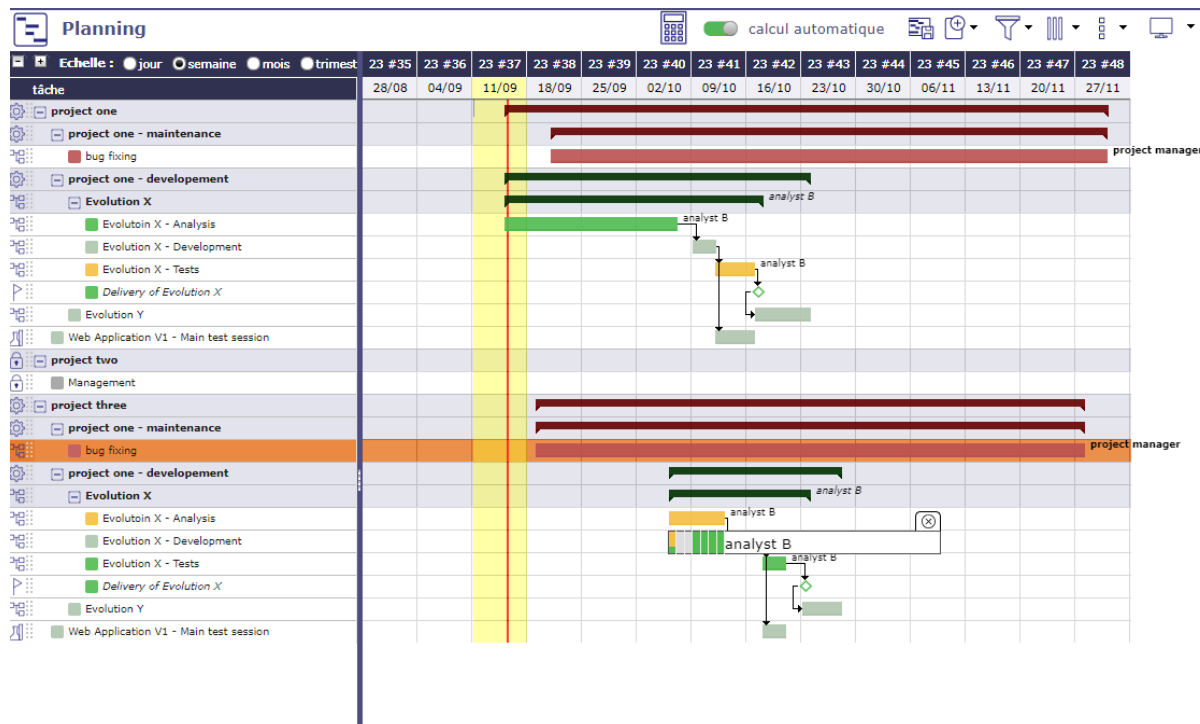 Planning
calcul automatique
Echelle : jour semaine mois trimest
23 #35 23 #36 23 #37 23 #38 23 #39 23 #40 23 #41 23 #42 23 #43 23 #44 23 #45 23 #46 23 #47 23 #48
tâche
28/08 04/09 11/09 18/09 25/09 02/10 09/10 16/10 23/10 30/10 06/11 13/11 20/11 27/11
project one
project one - maintenance
bug fixing project manager
project one - developement
Evolution X analyst B
Evolutoin X - Analysis analyst B
Evolution X - Development
Evolution X - Tests analyst B
Delivery of Evolution X
Evolution Y
Web Application V1 - Main test session
project two
Management
project three
project one - maintenance
bug fixing project manager
project one - developement
Evolution X analyst B
Evolutoin X - Analysis analyst B
Evolution X - Development analyst B
Evolution X - Tests analyst B
Delivery of Evolution X
Evolution Y
Web Application V1 - Main test session